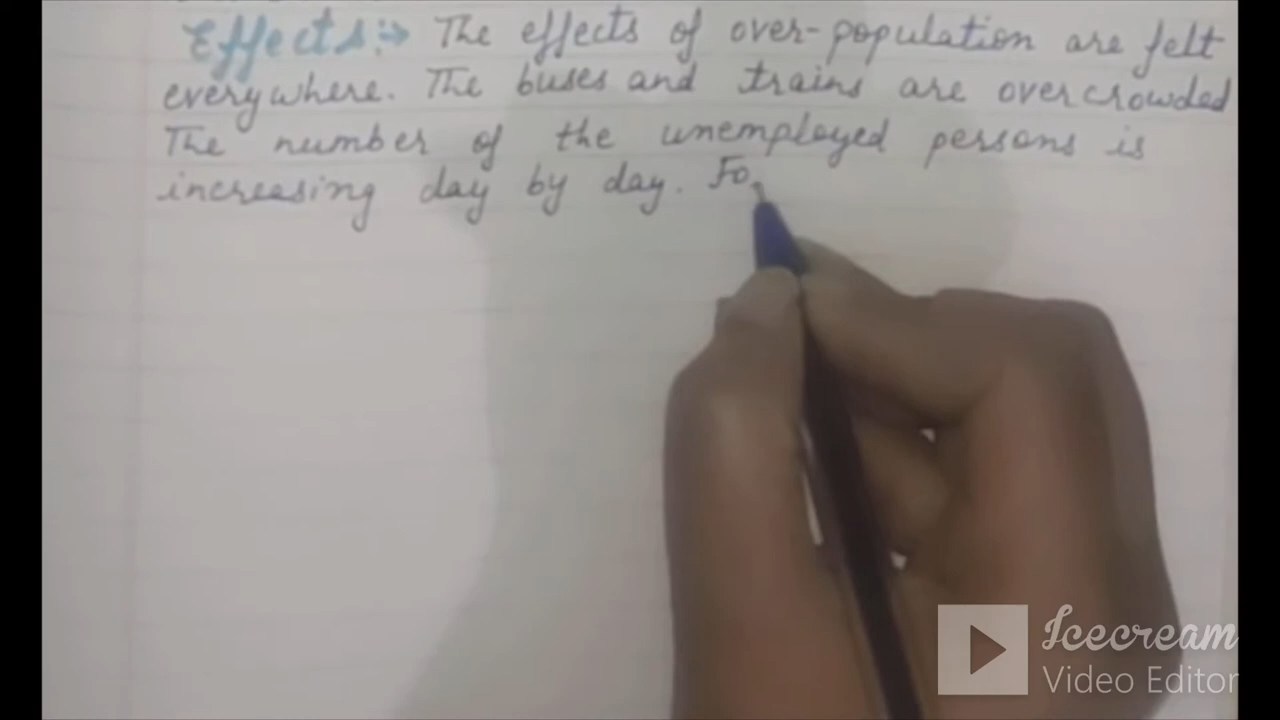 Effects:→ The effects of over-population are felt
everywhere. The buses and trains are overcrowded
The number of the unemployed persons is
increasing day by day. Fo
Icecream
Video Editor